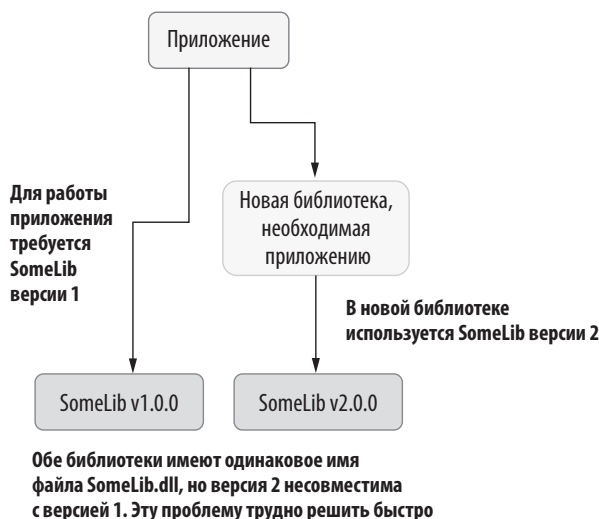 Приложение
Для работы
приложения
требуется
SomeLib
версии 1
Новая библиотека,
необходимая
приложению
В новой библиотеке
используется SomeLib версии 2
SomeLib v1.0.0
SomeLib v2.0.0
Обе библиотеки имеют одинаковое имя
файла SomeLib.dll, но версия 2 несовместима
с версией 1. Эту проблему трудно решить быстро